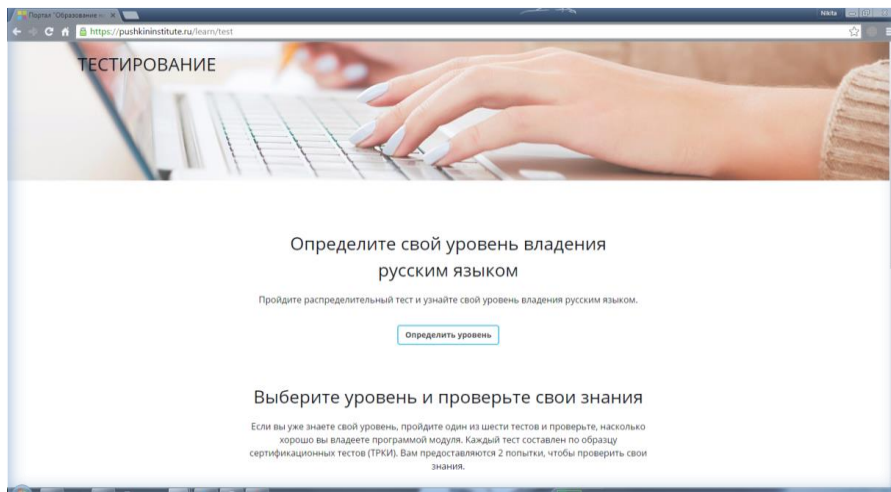 Портал "Образование н
Nikita
https://pushkininstitute.ru/learn/test
ТЕСТИРОВАНИЕ
Определите свой уровень владения
русским языком
Пройдите распределительный тест и узнайте свой уровень владения русским языком.
Определить уровень
Выберите уровень и проверьте свои знания
Если вы уже знаете свой уровень, пройдите один из шести тестов и проверьте, насколько
хорошо вы владеете программой модуля. Каждый тест составлен по образцу
сертификационных тестов (ТРКИ). Вам предоставляются 2 попытки, чтобы проверить свои
знания.